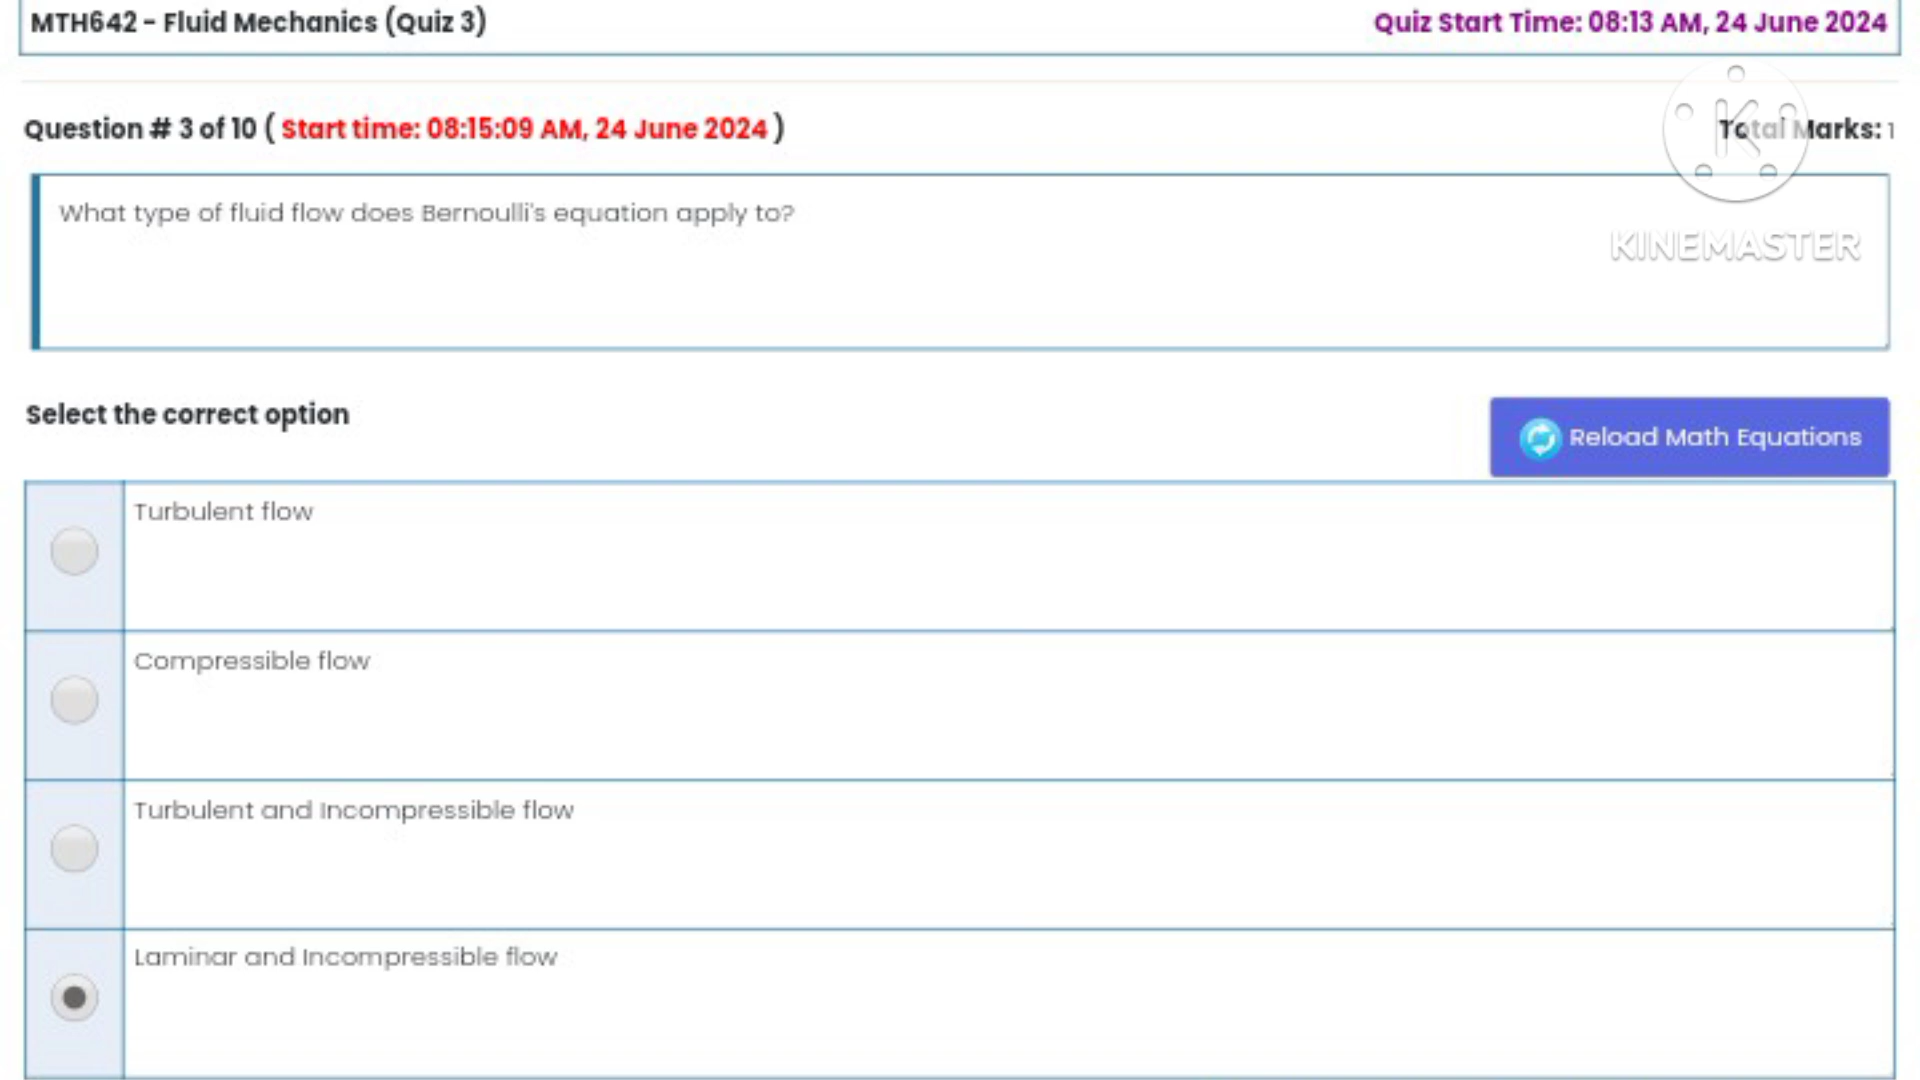 MTH642 - Fluid Mechanics (Quiz 3)
Quiz Start Time: 08:13 AM, 24 June 2024
Question # 3 of 10 ( Start time: 08:15:09 AM, 24 June 2024 )
Total Marks: 1
What type of fluid flow does Bernoulli's equation apply to?
K
KINEMASTER
Select the correct option
Reload Math Equations
Turbulent flow
Compressible flow
Turbulent and Incompressible flow
Laminar and Incompressible flow